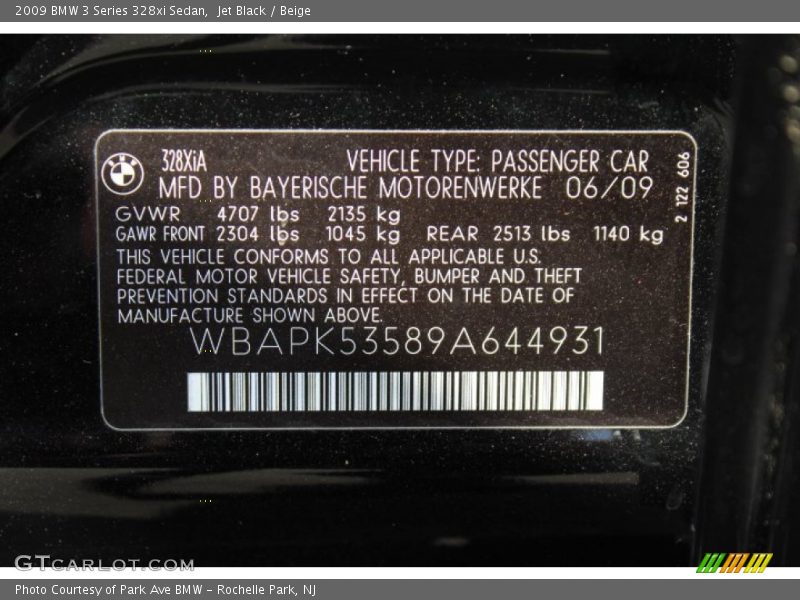 2009 BMW 3 Series 328xi Sedan, Jet Black / Beige
328XiA VEHICLE TYPE: PASSENGER CAR
MFD BY BAYERISCHE MOTORENWERKE 06/09
GVWR 4707 lbs 2135 kg
GAWR FRONT 2304 lbs 1045 kg REAR 2513 lbs 1140 kg
THIS VEHICLE CONFORMS TO ALL APPLICABLE U.S.
FEDERAL MOTOR VEHICLE SAFETY, BUMPER AND THEFT
PREVENTION STANDARDS IN EFFECT ON THE DATE OF
MANUFACTURE SHOWN ABOVE.
WBAPK53589A644931
2 122 606
GTCARLOT.COM
Photo Courtesy of Park Ave BMW - Rochelle Park, NJ